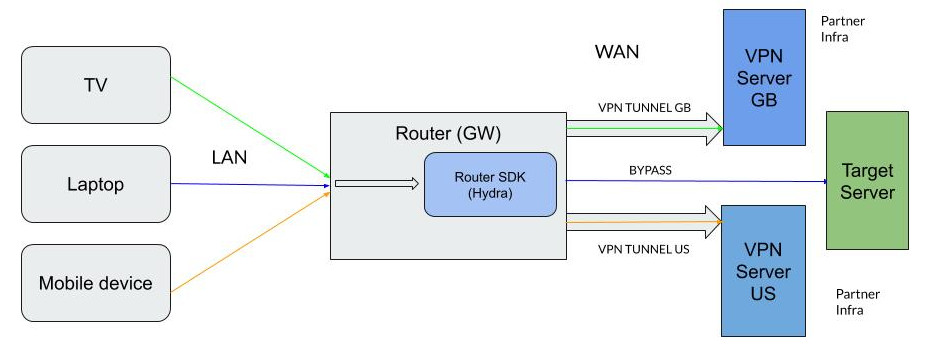 TV
Laptop
Mobile device
LAN
Router (GW)
Router SDK
(Hydra)
WAN
VPN TUNNEL GB
BYPASS
VPN TUNNEL US
VPN
Server
GB
Partner
Infra
Target
Server
VPN
Server
US
Partner
Infra